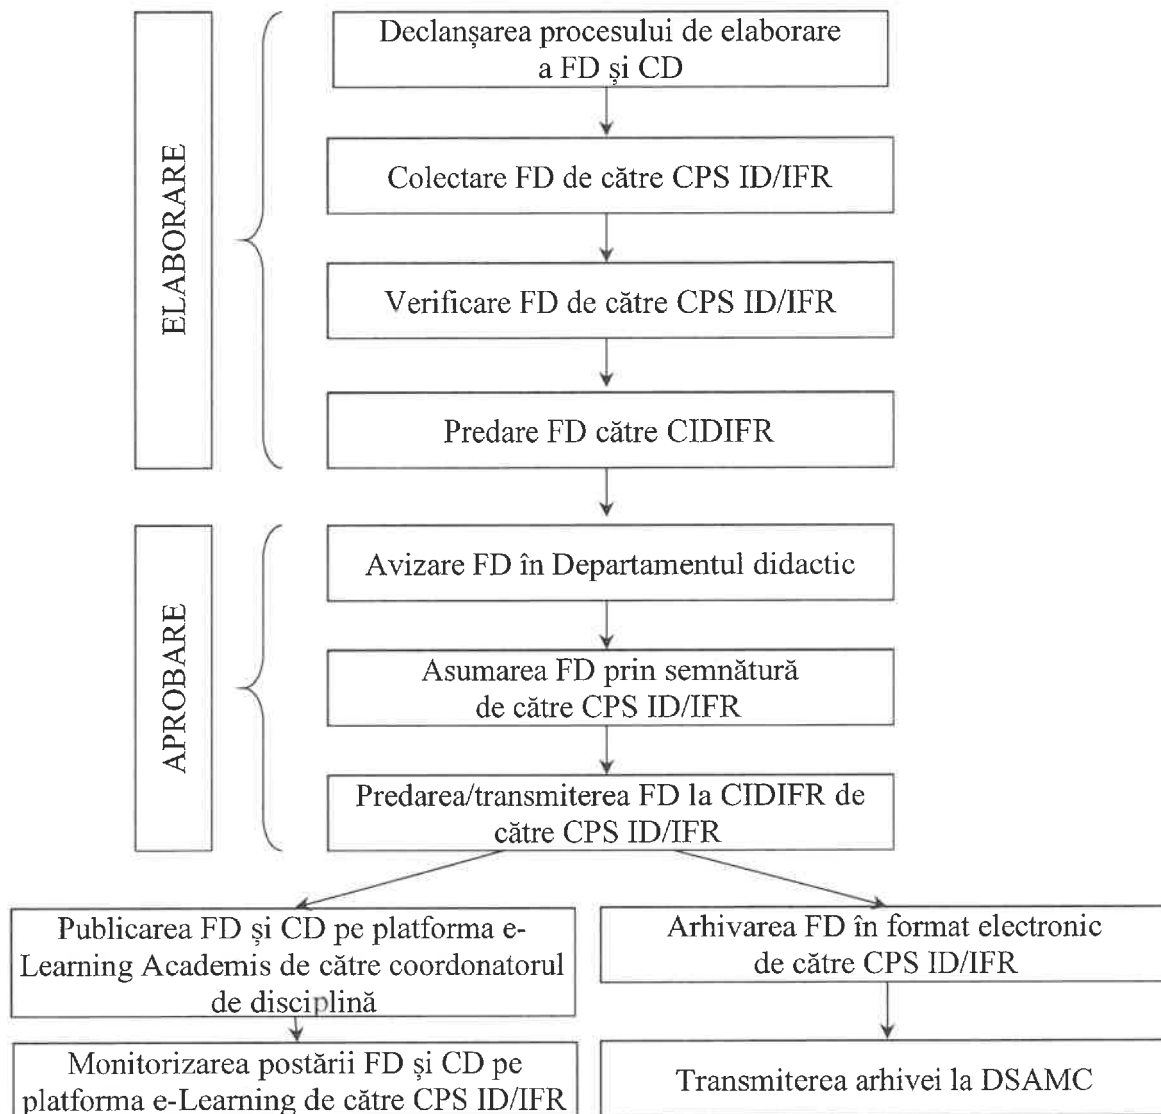 ELABORARE
Declanșarea procesului de elaborare
a FD și CD
Colectare FD de către CPS ID/IFR
Verificare FD de către CPS ID/IFR
Predare FD către CIDIFR
APROBARE
Avizare FD în Departamentul didactic
Asumarea FD prin semnătură
de către CPS ID/IFR
Predarea/transmiterea FD la CIDIFR de
către CPS ID/IFR
Publicarea FD și CD pe platforma e-
Learning Academis de către coordonatorul
de disciplină
Monitorizarea postării FD și CD pe
platforma e-Learning de către CPS ID/IFR
Arhivarea FD în format electronic
de către CPS ID/IFR
Transmiterea arhivei la DSAMC